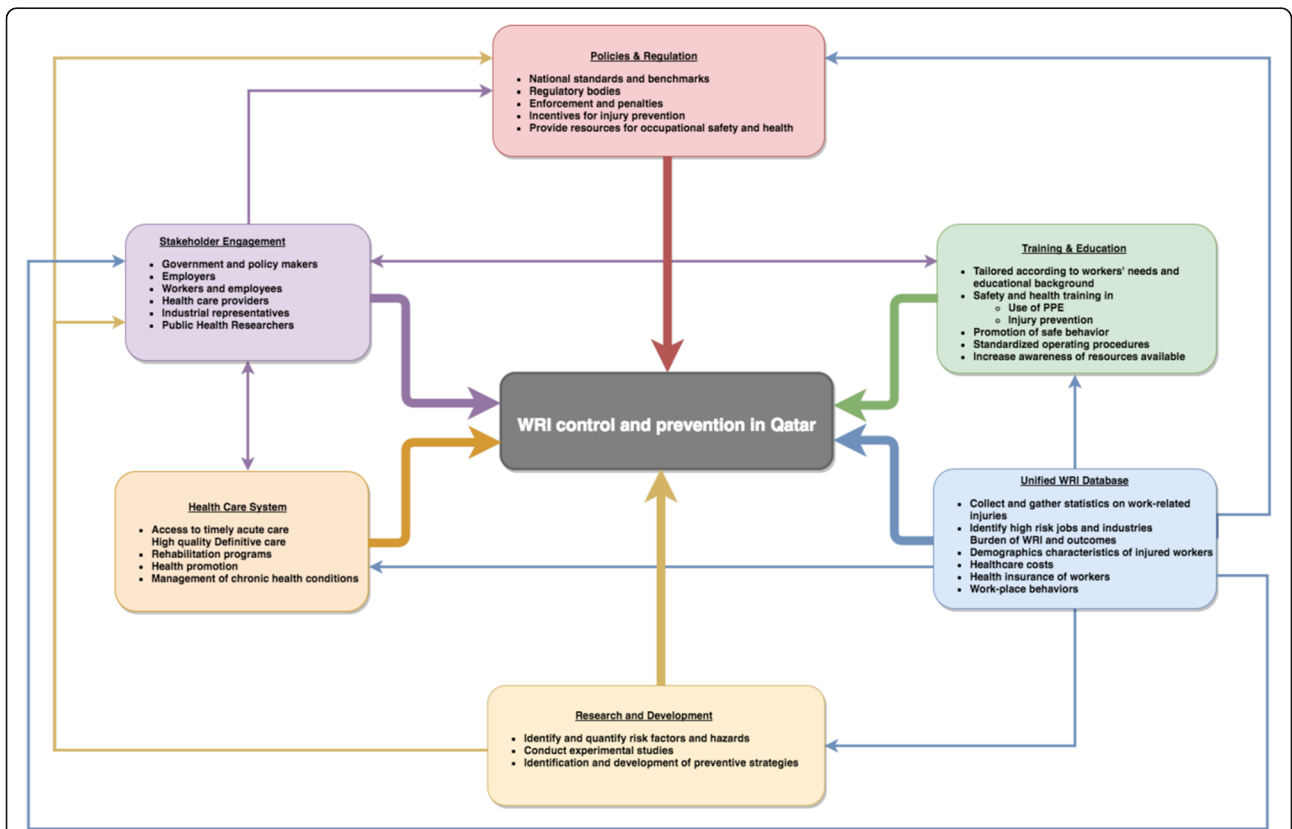 Policies & Regulation
• National standards and benchmarks
• Regulatory bodies
• Enforcement and penalties
• Incentives for injury prevention
• Provide resources for occupational safety and health
Stakeholder Engagement
• Government and policy makers
• Employers
• Workers and employees
• Health care providers
• Industrial representatives
• Public Health Researchers
Training & Education
• Tailored according to workers' needs and
educational background
• Safety and health training in
○ Use of PPE
○ Injury prevention
• Promotion of safe behavior
• Standardized operating procedures
• Increase awareness of resources available
WRI control and prevention in Qatar
Health Care System
• Access to timely acute care
High quality Definitive care
• Rehabilitation programs
• Health promotion
• Management of chronic health conditions
Unified WRI Database
• Collect and gather statistics on work-related
injuries
• Identify high risk jobs and industries
Burden of WRI and outcomes
• Demographics characteristics of injured workers
• Healthcare costs
• Health insurance of workers
• Work-place behaviors
Research and Development
• Identify and quantify risk factors and hazards
• Conduct experimental studies
• Identification and development of preventive strategies